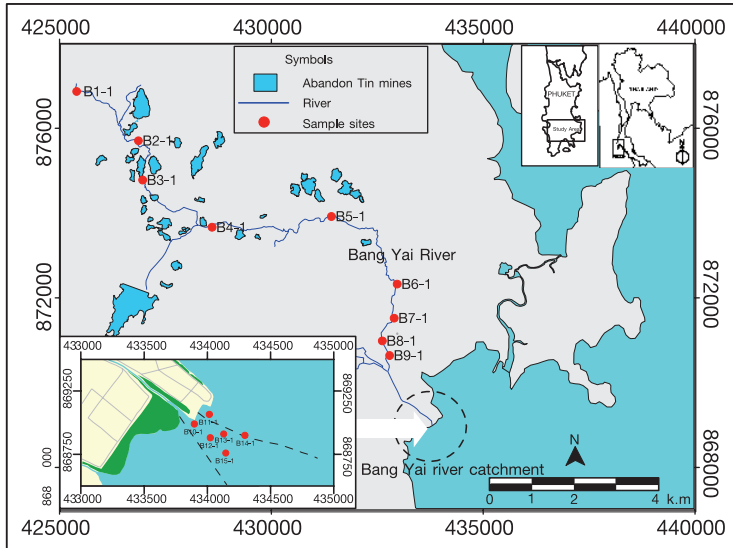 425000
430000
435000
440000
Symbols
Abandon Tin mines
River
Sample sites
PHUKET
Study Area
THAILAND
876000
876000
B1-1
B2-1
B3-1
B4-1
B5-1
Bang Yai River
B6-1
872000
872000
B7-1
B8-1
B9-1
433000
433500
434000
435000
869250
869250
B11-1
B10-1
B13-1
B12-1
B14-1
B15-1
868750
868750
433000
433500
434000
434500
435000
000
868
Bang Yai river catchment
N
868000
0
2
4
k.m
425000
430000
435000
440000